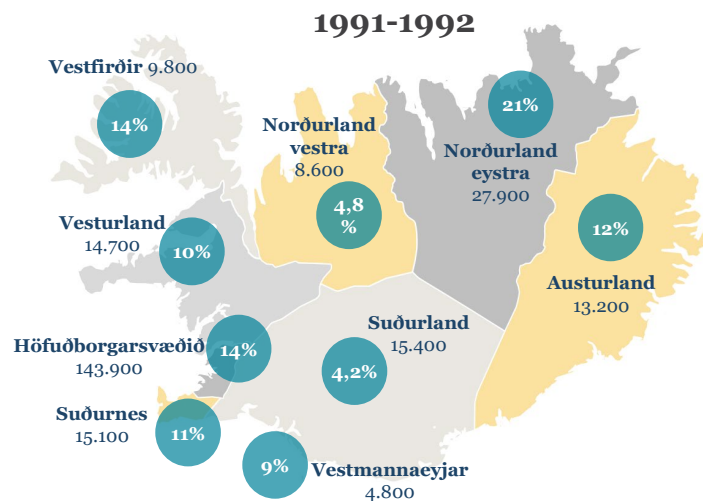 1991-1992
Vestfirðir 9.800
14%
Norðurland
vestra
8.600
4,8
%
21%
Norðurland
eystra
27.900
Vesturland
14.700
10%
12%
Austurland
13.200
Höfuðborgarsvæðið
143.900
14%
Suðurland
15.400
4,2%
Suðurnes
15.100
11%
9%
Vestmannaeyjar
4.800